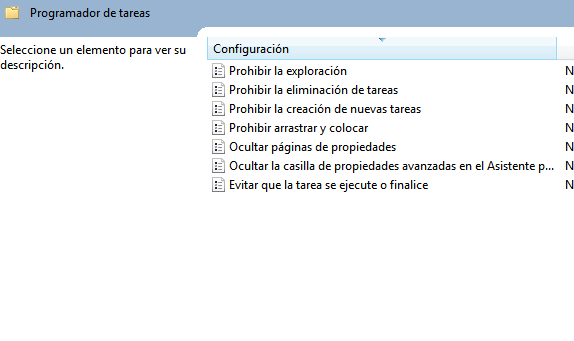 Programador de tareas
Seleccione un elemento para ver su
descripción.
Configuración
Prohibir la exploración N
Prohibir la eliminación de tareas N
Prohibir la creación de nuevas tareas N
Prohibir arrastrar y colocar N
Ocultar páginas de propiedades N
Ocultar la casilla de propiedades avanzadas en el Asistente p... N
Evitar que la tarea se ejecute o finalice N